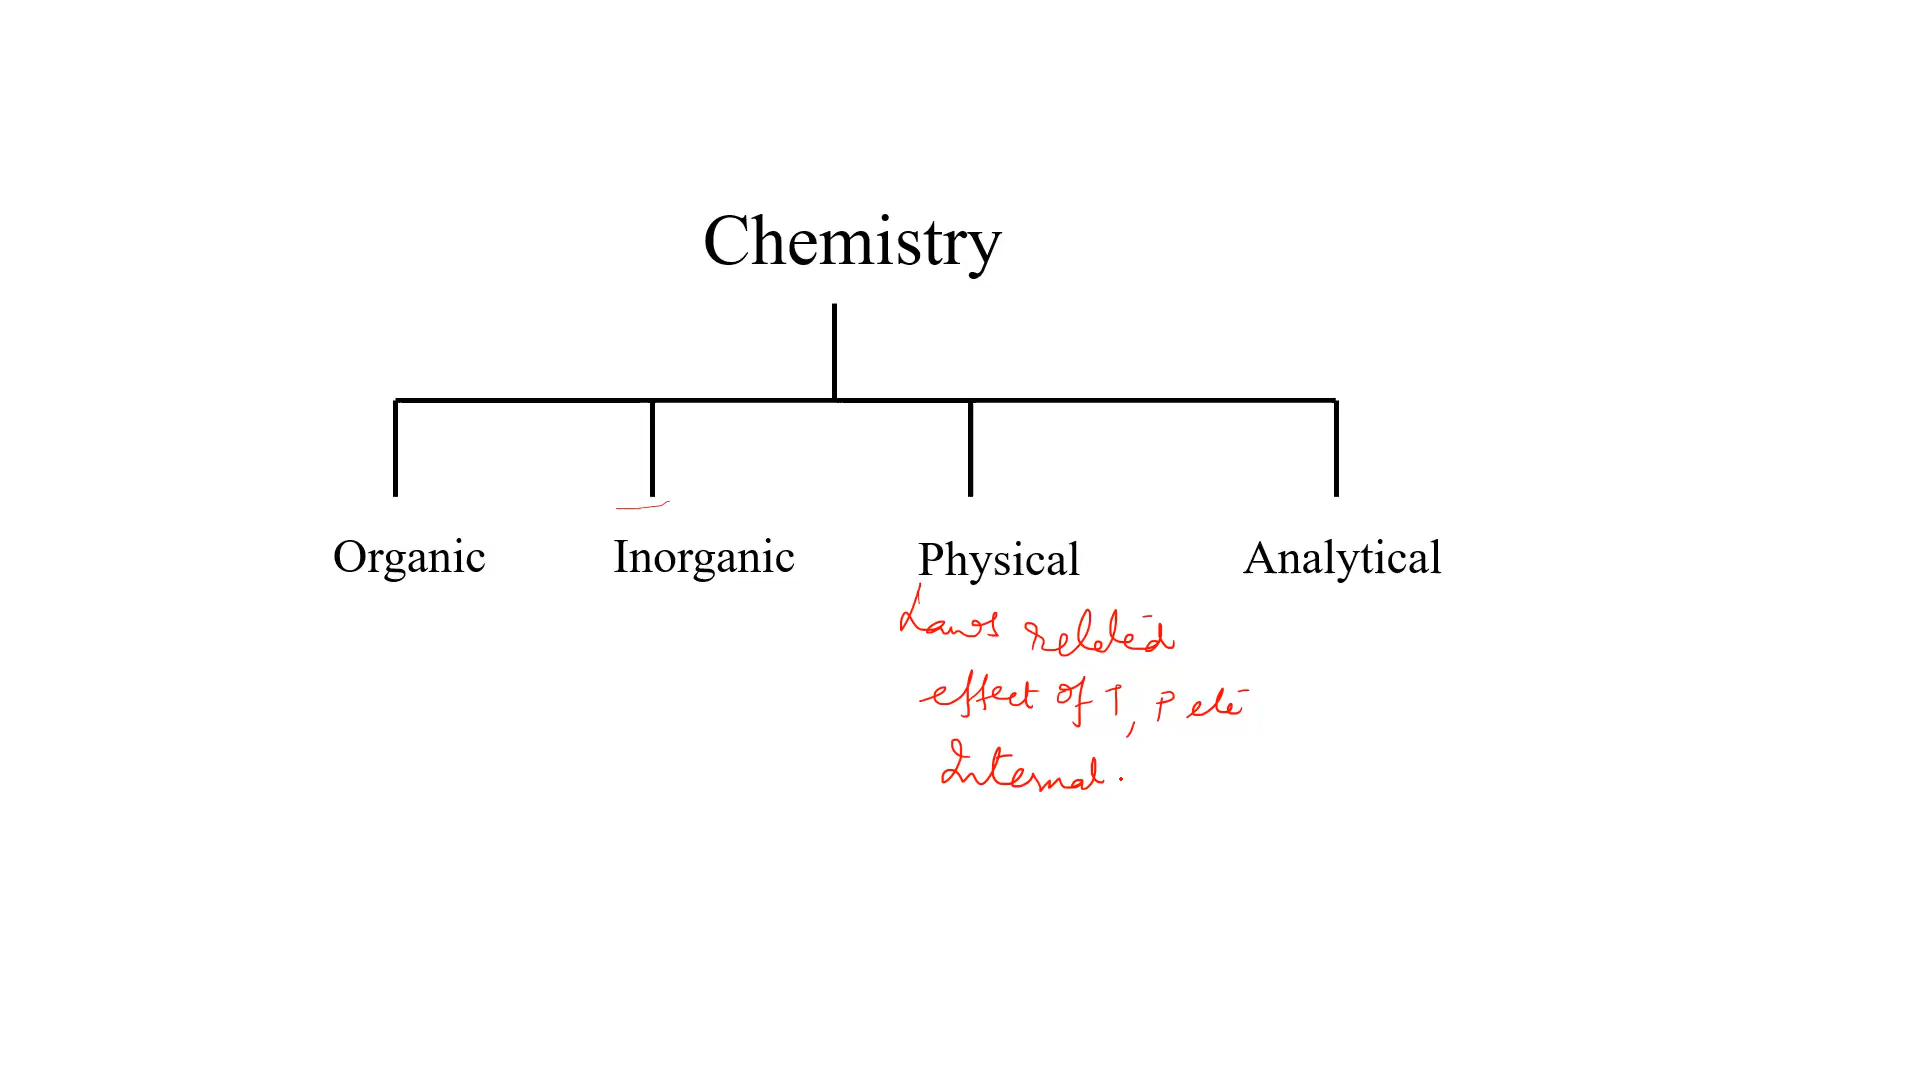 Chemistry
Organic Inorganic Physical Analytical
Laws related
effect of T, P etc
Internal.